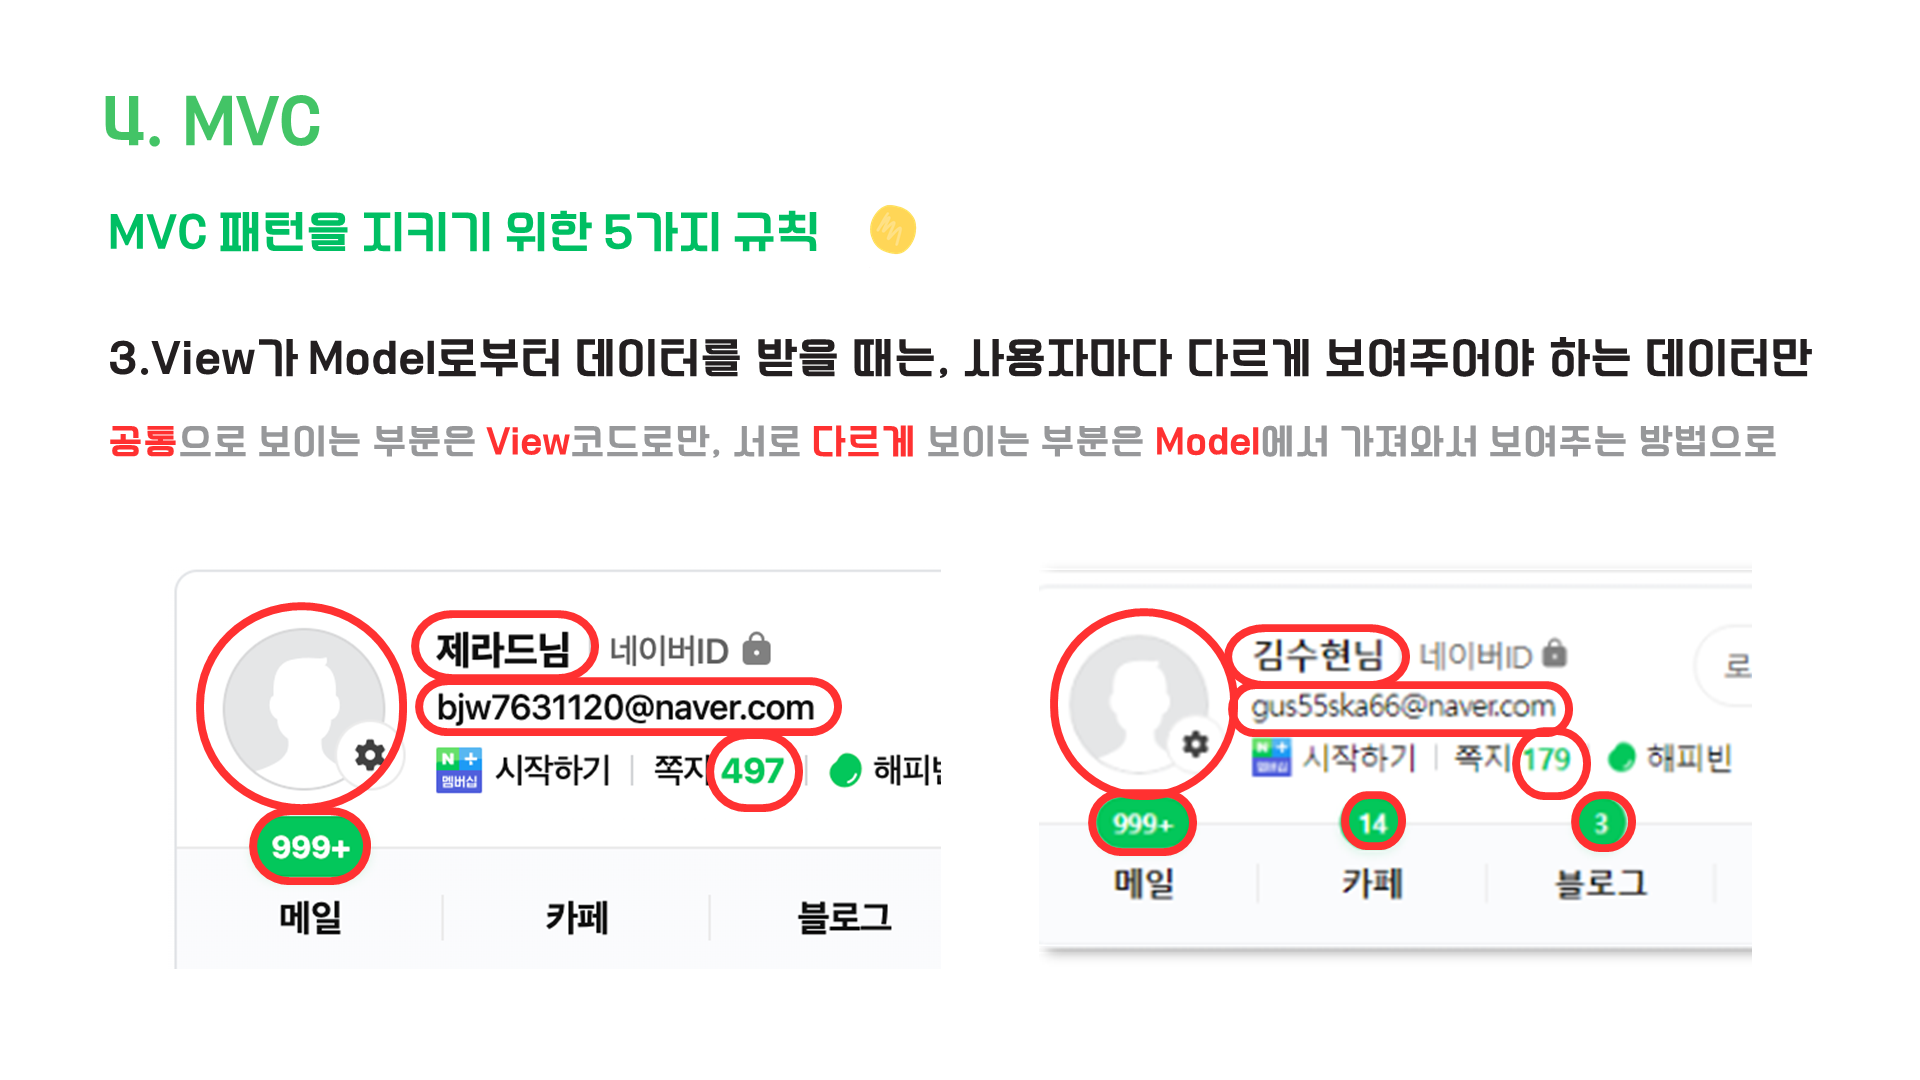 4. MVC
MVC 패턴을 지키기 위한 5가지 규칙
3.View가 Model로부터 데이터를 받을 때는, 사용자마다 다르게 보여주어야 하는 데이터만
공통으로 보이는 부분은 View코드로만, 서로 다르게 보이는 부분은 Model에서 가져와서 보여주는 방법으로
제라드님 네이버ID
bjw7631120@naver.com
N+ 멤버십 시작하기 쪽지 497
999+
메일 카페 블로그
김수현님 네이버ID
gus55ska66@naver.com
N+ 멤버십 시작하기 쪽지 179 해피빈
999+ 14 3
메일 카페 블로그